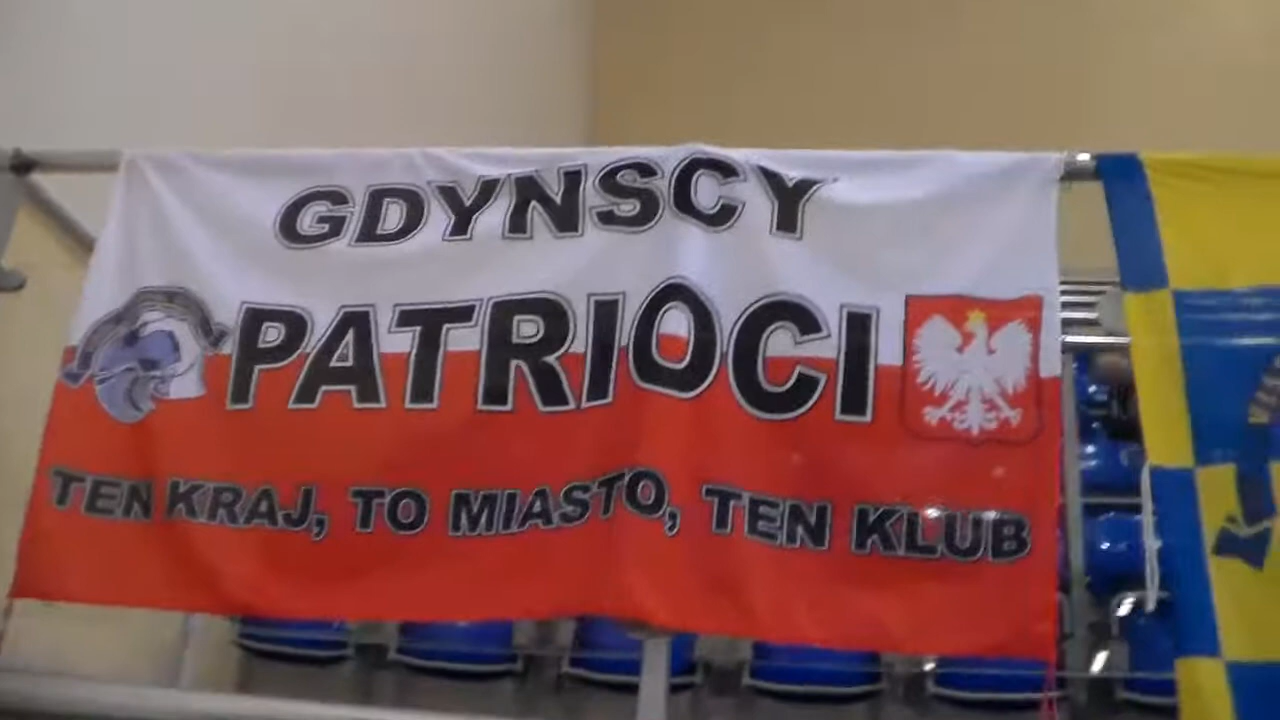 GDYNSCY
PATRIOCI
TEN KRAJ, TO MIASTO, TEN KLUB